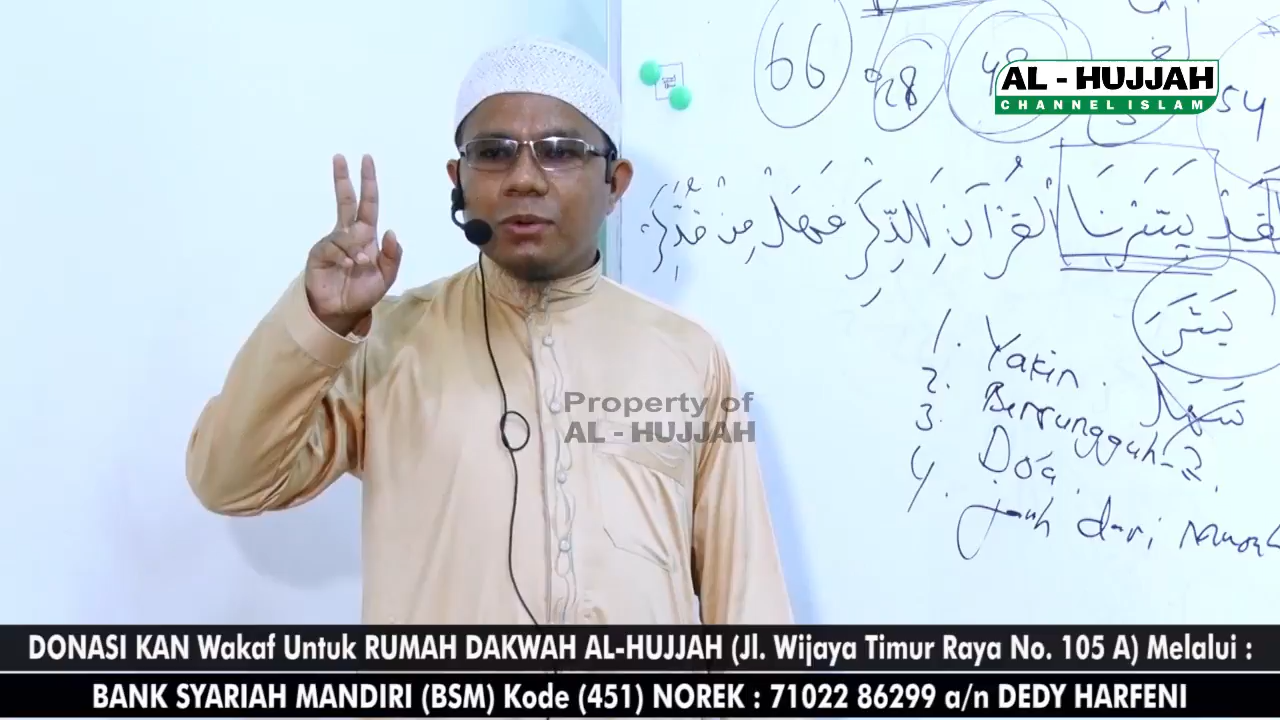 66
28
48
AL - HUJJAH
CHANNEL ISLAM
54
لَقَدْ يَسَّرْنَا الْقُرْآنَ لِلذِّكْرِ فَهَلْ مِنْ مُدَّكِرٍ
يَسَّرَ
1. Yakin.
2. Bersungguh-2.
3. Do'a.
4. Jauh dari
Property of
AL - HUJJAH
DONASI KAN Wakaf Untuk RUMAH DAKWAH AL-HUJJAH (Jl. Wijaya Timur Raya No. 105 A) Melalui :
BANK SYARIAH MANDIRI (BSM) Kode (451) NOREK : 71022 86299 a/n DEDY HARFENI